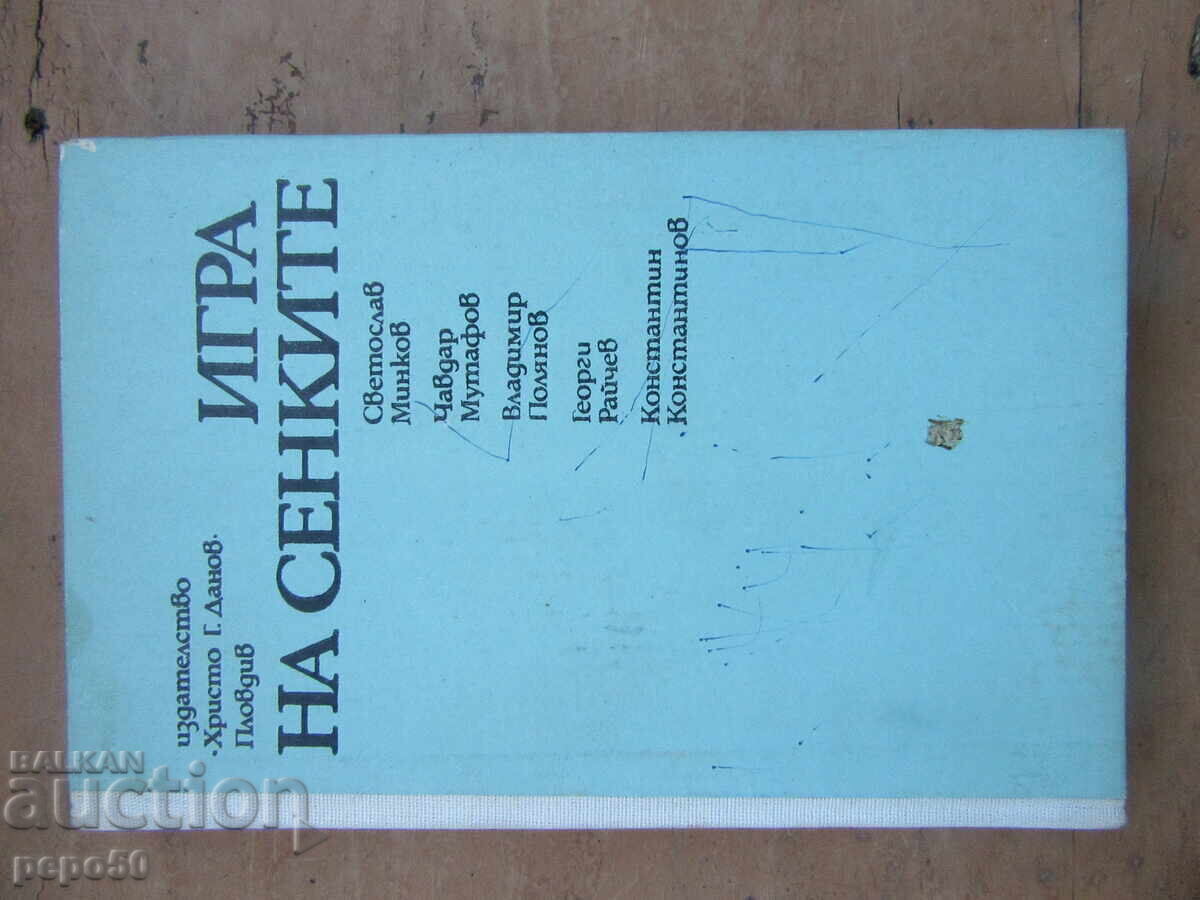 издателство
•Христо Г. Данов•
Пловдив
ИГРА
НА СЕНКИТЕ
Светослав
Минков
Чавдар
Мутафов
Владимир
Полянов
Георги
Райчев
Константин
Константинов
BALKAN
auction
pepo50